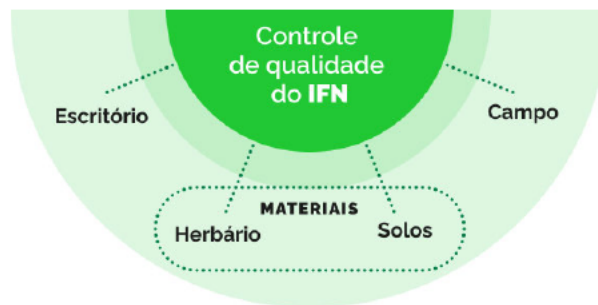 Controle
de qualidade
do IFN
Escritório
Campo
MATERIAIS
Herbário
Solos